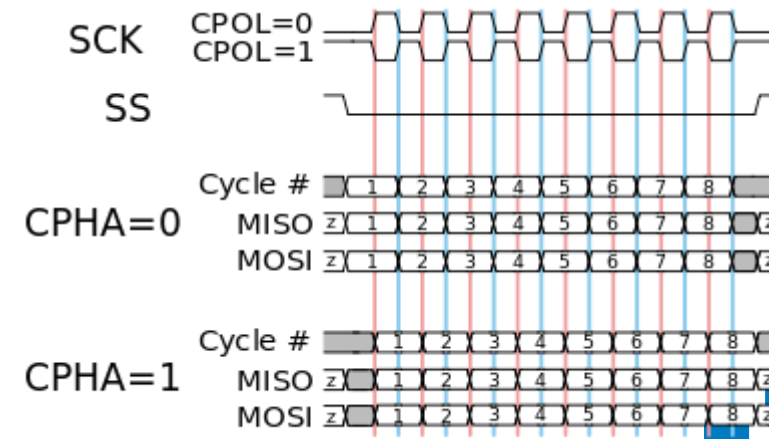 SCK CPOL=0
CPOL=1
SS
Cycle # 1 2 3 4 5 6 7 8
CPHA=0 MISO z 1 2 3 4 5 6 7 8 z
MOSI z 1 2 3 4 5 6 7 8 z
Cycle # 1 2 3 4 5 6 7 8
CPHA=1 MISO z 1 2 3 4 5 6 7 8 z
MOSI z 1 2 3 4 5 6 7 8 z